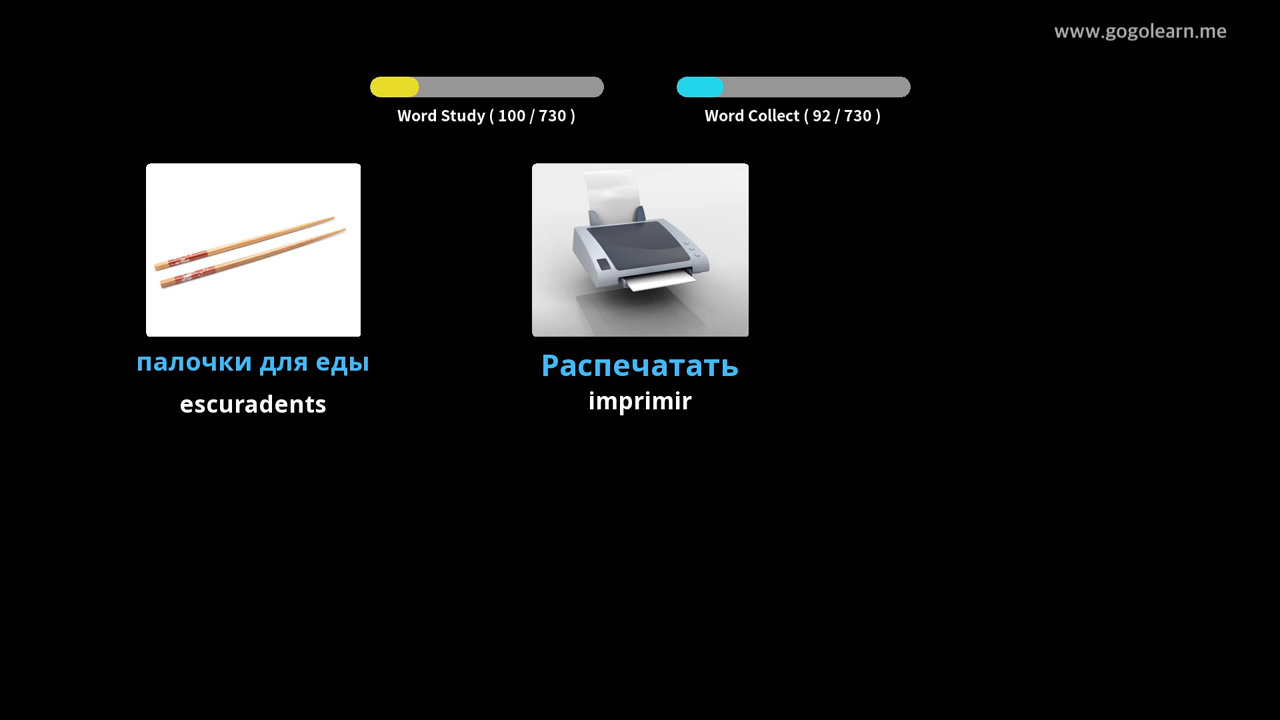 www.gogolearn.me
Word Study ( 100 / 730 )
Word Collect ( 92 / 730 )
палочки для еды
escuradents
Распечатать
imprimir